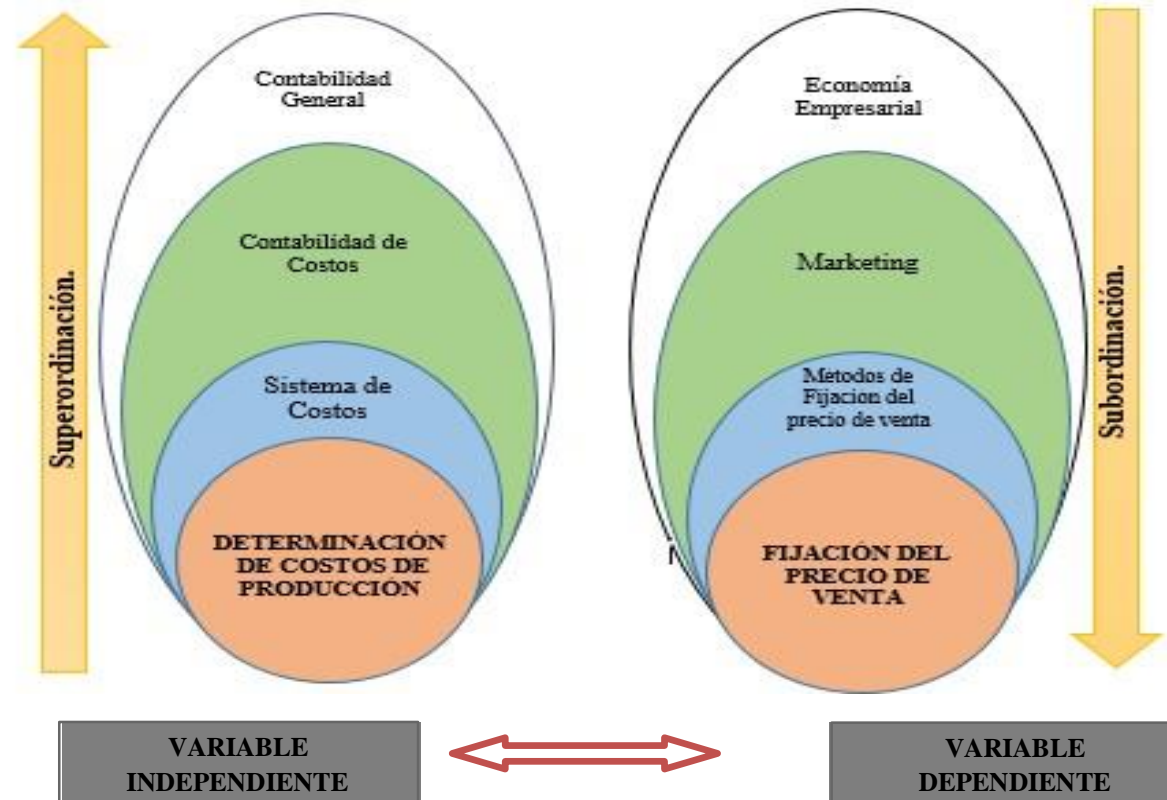 Superordinación.
Contabilidad
General
Contabilidad de
Costos
Sistema de
Costos
DETERMINACIÓN
DE COSTOS DE
PRODUCCIÓN
Economía
Empresarial
Marketing
Metodos de
Fijacion del
precio de venta
FIJACIÓN DEL
PRECIO DE
VENTA
Subordinación.
VARIABLE
INDEPENDIENTE
VARIABLE
DEPENDIENTE